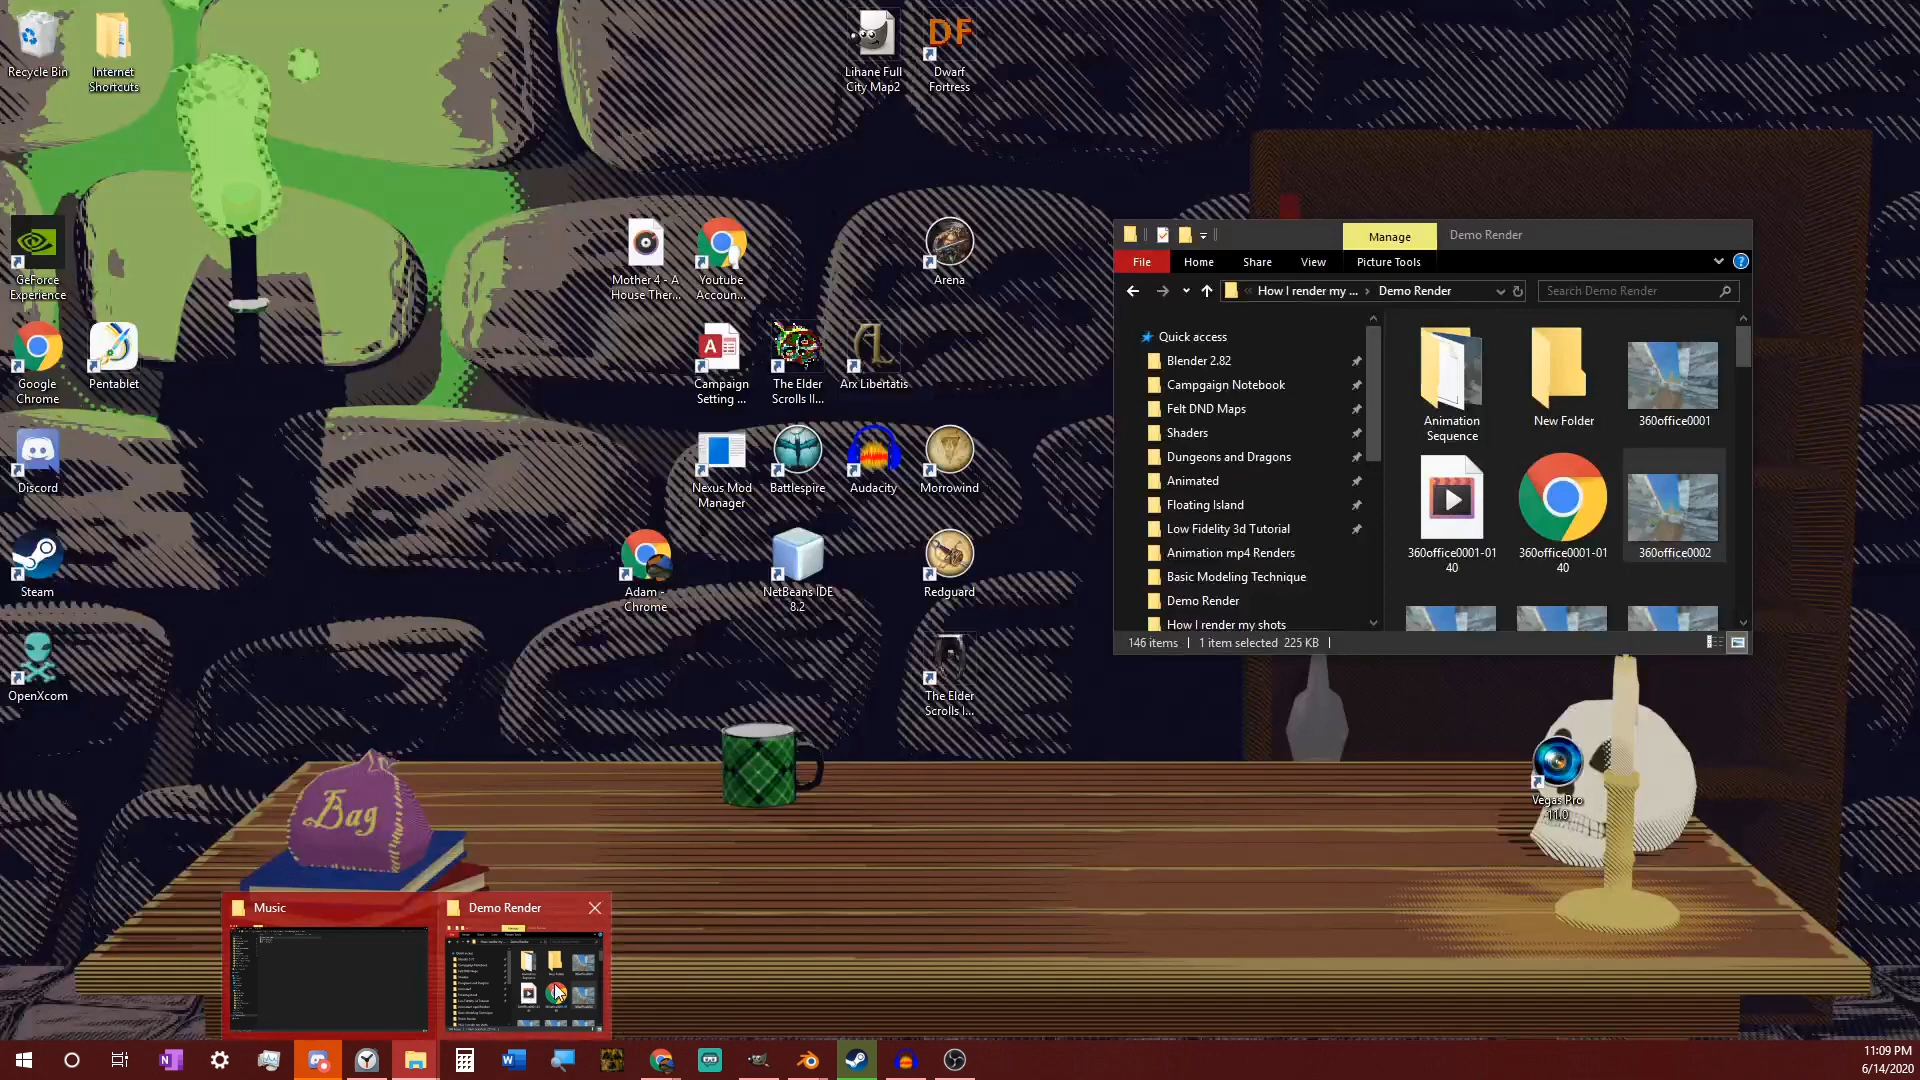 Recycle Bin
Internet
Shortcuts
Lihane Full
City Map2
DF
Dwarf
Fortress
GeForce
Experience
Mother 4 - A
House Ther...
Youtube
Accoun...
Arena
Google
Chrome
Pentablet
Campaign
Setting ...
The Elder
Scrolls II...
Arx Libertatis
Discord
Nexus Mod
Manager
Battlespire
Audacity
Morrowind
Steam
Adam -
Chrome
NetBeans IDE
8.2
Redguard
OpenXcom
The Elder
Scrolls I...
Manage
Demo Render
File
Home
Share
View
Picture Tools
How I render my ...
Demo Render
Search Demo Render
Quick access
Blender 2.82
Campgaign Notebook
Felt DND Maps
Shaders
Dungeons and Dragons
Animated
Floating Island
Low Fidelity 3d Tutorial
Animation mp4 Renders
Basic Modeling Technique
Demo Render
How I render my shots
Animation
Sequence
New Folder
360office0001
360office0001-01
40
360office0001-01
40
360office0002
146 items
1 item selected 225 KB
Vegas Pro
11.0
Bag
Music
Demo Render
11:09 PM
6/14/2020